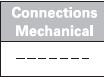 Connections
Mechanical
_ _ _ _ _ _ _